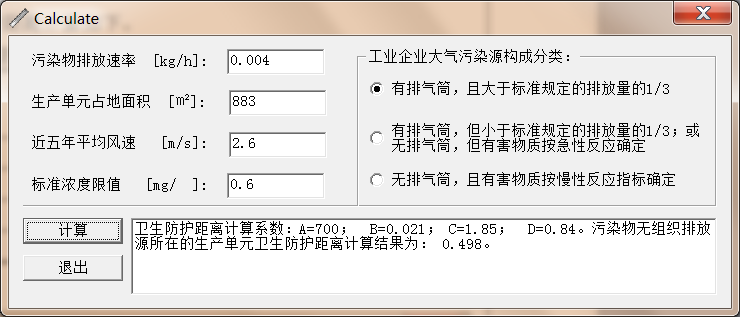 Calculate
污染物排放速率 [kg/h]: 0.004
生产单元占地面积 [m²]: 883
近五年平均风速 [m/s]: 2.6
标准浓度限值 [mg/ ]: 0.6
工业企业大气污染源构成分类:
有排气筒，且大于标准规定的排放量的1/3
有排气筒，但小于标准规定的排放量的1/3；或
无排气筒，但有害物质按急性反应确定
无排气筒，且有害物质按慢性反应指标确定
计算
退出
卫生防护距离计算系数：A=700； B=0.021； C=1.85； D=0.84。污染物无组织排放
源所在的生产单元卫生防护距离计算结果为： 0.498。